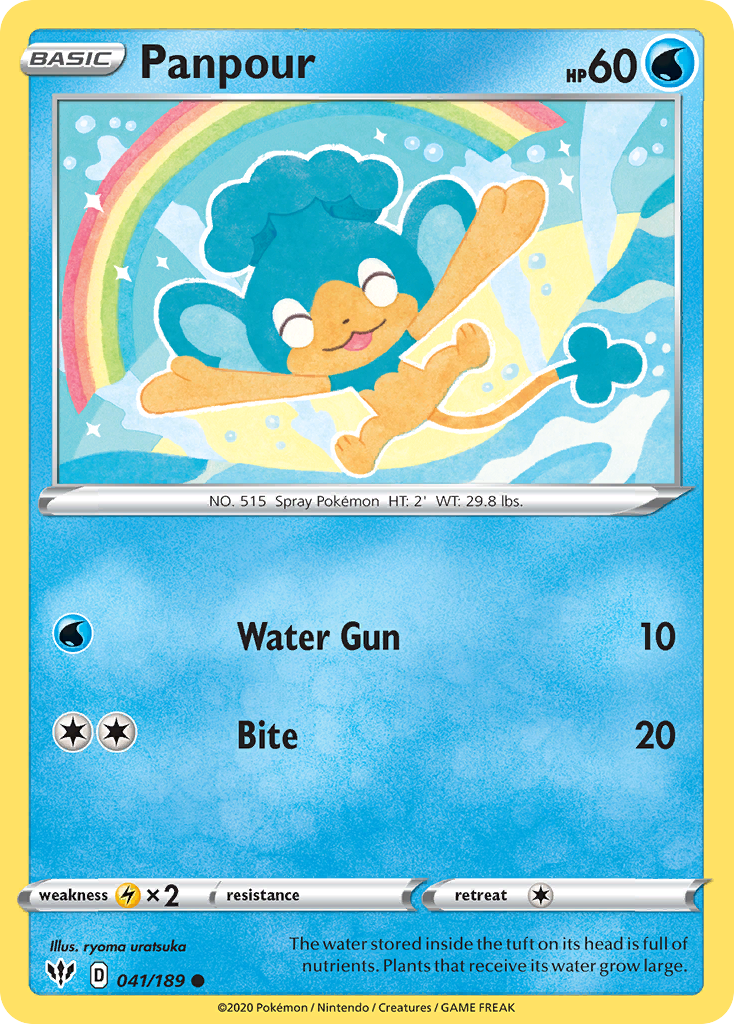 BASIC
Panpour
HP60
NO. 515 Spray Pokémon HT: 2' WT: 29.8 lbs.
Water Gun 10
Bite 20
weakness ×2 resistance retreat
Illus. ryoma uratsuka
The water stored inside the tuft on its head is full of
nutrients. Plants that receive its water grow large.
D 041/189
©2020 Pokémon / Nintendo / Creatures / GAME FREAK